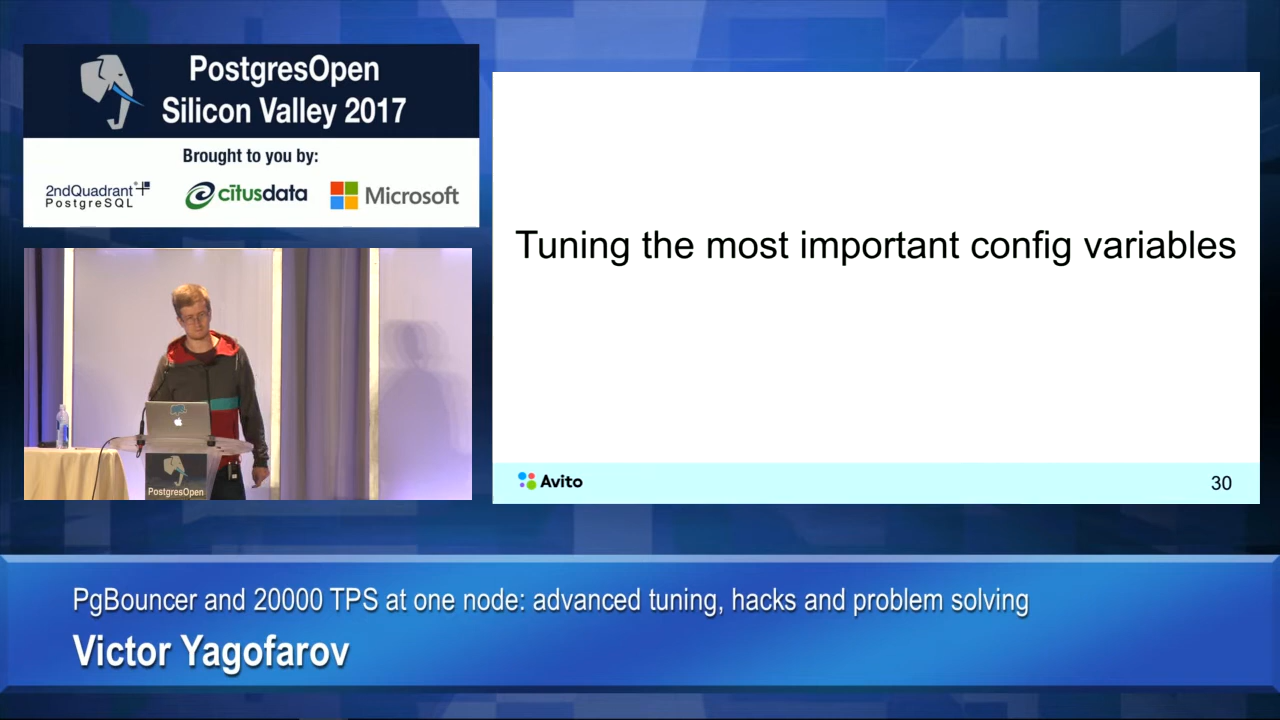 PostgresOpen
Silicon Valley 2017
Brought to you by:
2ndQuadrant
PostgreSQL
citusdata
Microsoft
PostgresOpen
Tuning the most important config variables
Avito
30
PgBouncer and 20000 TPS at one node: advanced tuning, hacks and problem solving
Victor Yagofarov